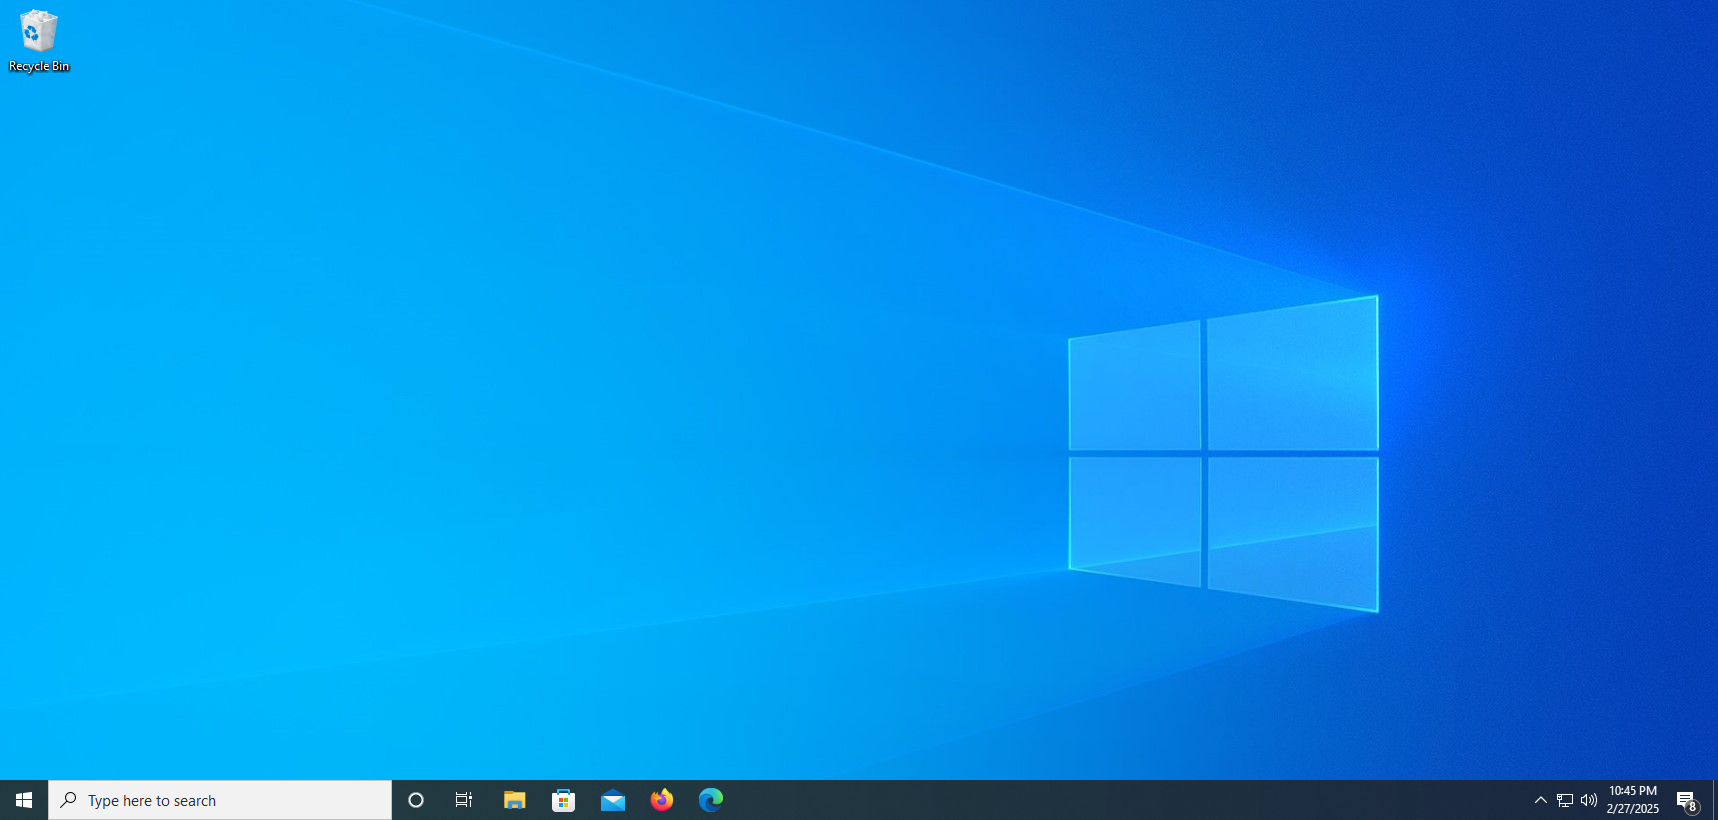 Recycle Bin
Type here to search
10:45 PM
2/27/2025
8